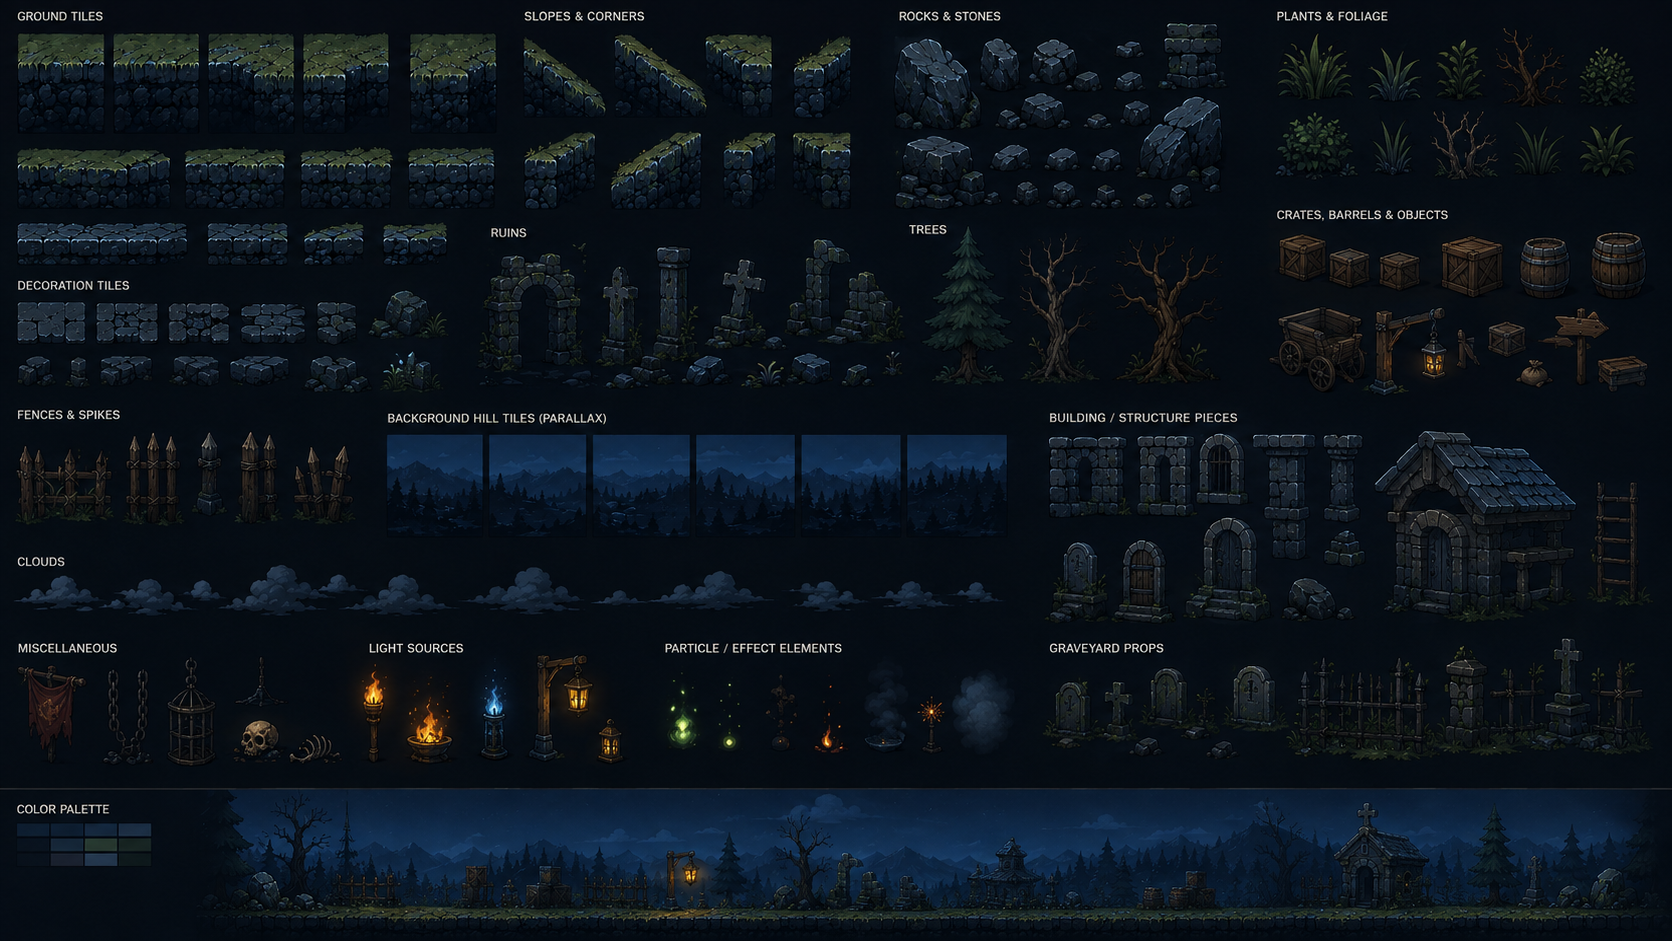 GROUND TILES
SLOPES & CORNERS
ROCKS & STONES
PLANTS & FOLIAGE
CRATES, BARRELS & OBJECTS
RUINS
TREES
DECORATION TILES
FENCES & SPIKES
BACKGROUND HILL TILES (PARALLAX)
BUILDING / STRUCTURE PIECES
CLOUDS
MISCELLANEOUS
LIGHT SOURCES
PARTICLE / EFFECT ELEMENTS
GRAVEYARD PROPS
COLOR PALETTE